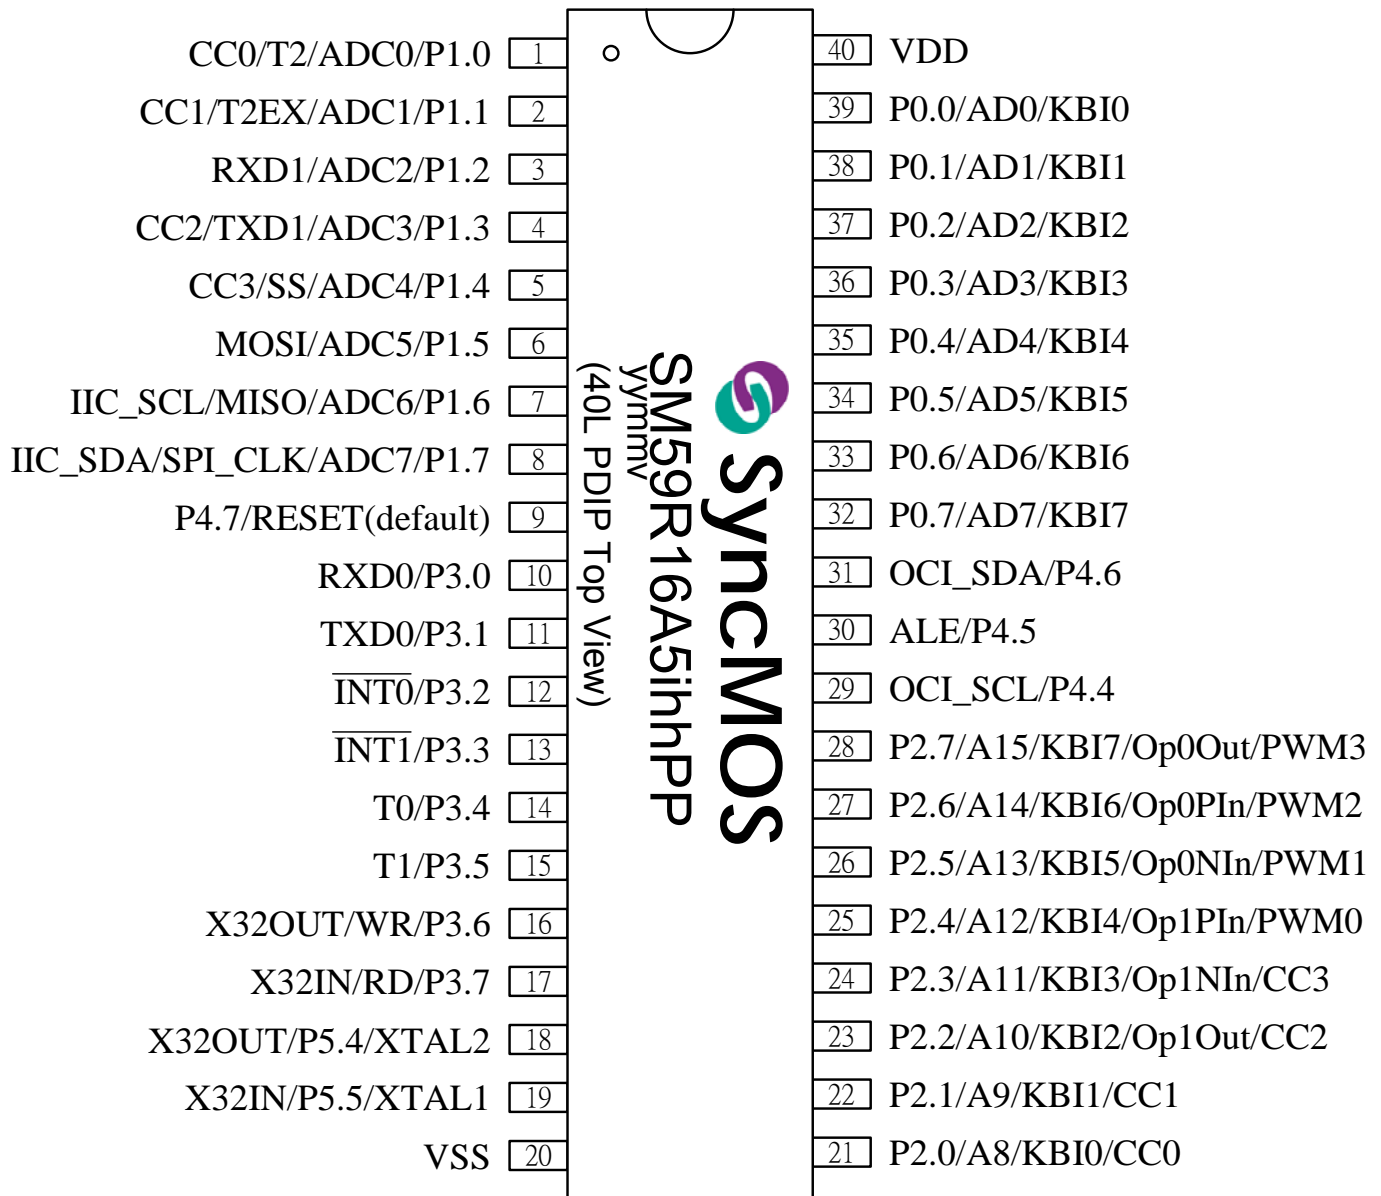 CC0/T2/ADC0/P1.0 1
CC1/T2EX/ADC1/P1.1 2
RXD1/ADC2/P1.2 3
CC2/TXD1/ADC3/P1.3 4
CC3/SS/ADC4/P1.4 5
MOSI/ADC5/P1.5 6
IIC_SCL/MISO/ADC6/P1.6 7
IIC_SDA/SPI_CLK/ADC7/P1.7 8
P4.7/RESET(default) 9
RXD0/P3.0 10
TXD0/P3.1 11
I̅N̅T̅0̅/P3.2 12
I̅N̅T̅1̅/P3.3 13
T0/P3.4 14
T1/P3.5 15
X32OUT/WR/P3.6 16
X32IN/RD/P3.7 17
X32OUT/P5.4/XTAL2 18
X32IN/P5.5/XTAL1 19
VSS 20
SyncMOS
SM59R16A5ihhPP
yymmv
(40L PDIP Top View)
40 VDD
39 P0.0/AD0/KBI0
38 P0.1/AD1/KBI1
37 P0.2/AD2/KBI2
36 P0.3/AD3/KBI3
35 P0.4/AD4/KBI4
34 P0.5/AD5/KBI5
33 P0.6/AD6/KBI6
32 P0.7/AD7/KBI7
31 OCI_SDA/P4.6
30 ALE/P4.5
29 OCI_SCL/P4.4
28 P2.7/A15/KBI7/Op0Out/PWM3
27 P2.6/A14/KBI6/Op0PIn/PWM2
26 P2.5/A13/KBI5/Op0NIn/PWM1
25 P2.4/A12/KBI4/Op1PIn/PWM0
24 P2.3/A11/KBI3/Op1NIn/CC3
23 P2.2/A10/KBI2/Op1Out/CC2
22 P2.1/A9/KBI1/CC1
21 P2.0/A8/KBI0/CC0